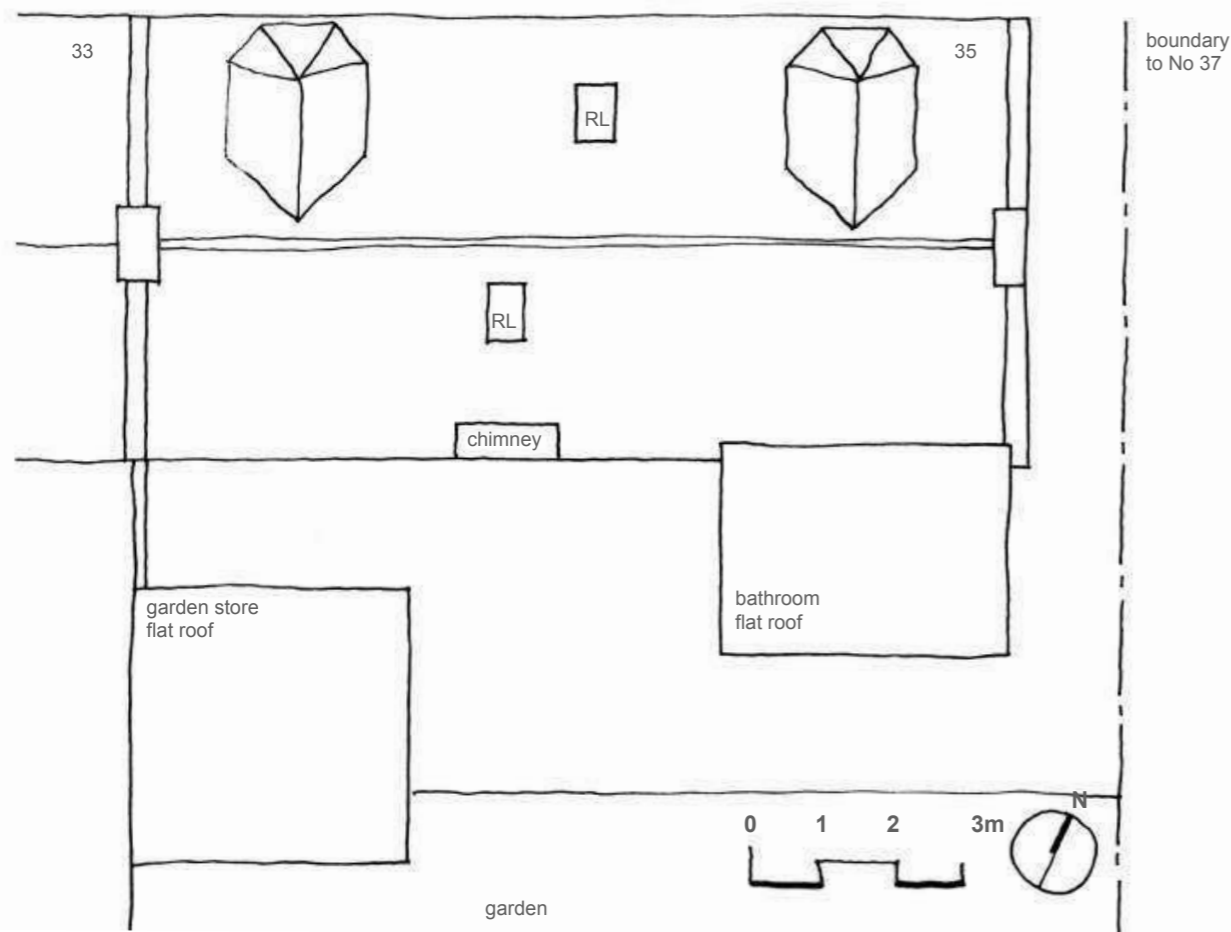 33
35
boundary
to No 37
RL
RL
chimney
garden store
flat roof
bathroom
flat roof
N
0 1 2 3m
garden